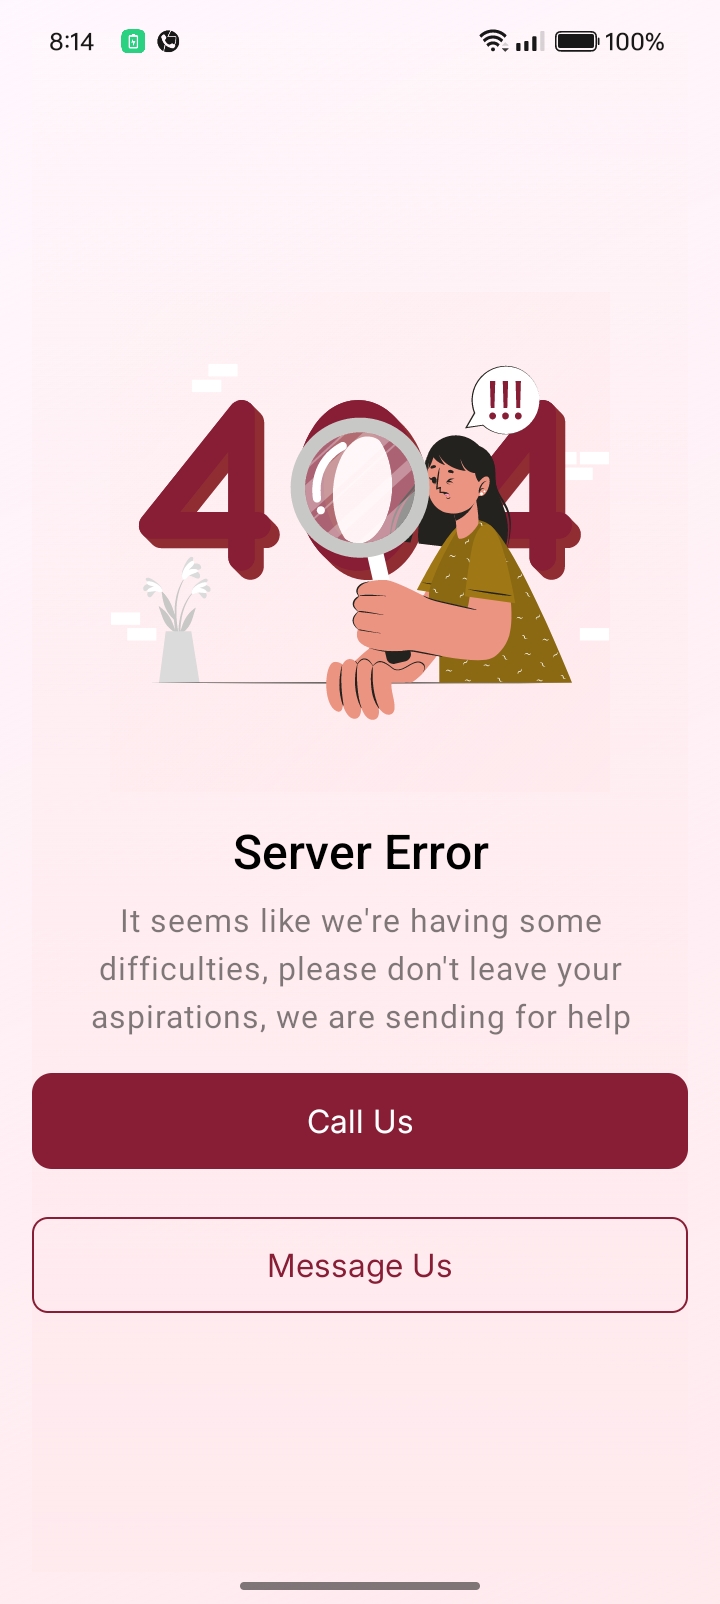 8:14 100%
!!!
404
Server Error
It seems like we're having some
difficulties, please don't leave your
aspirations, we are sending for help
Call Us
Message Us